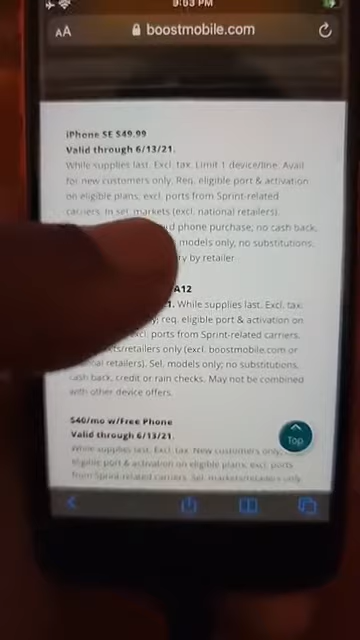 9:03 PM
AA boostmobile.com
iPhone SE $49.99
Valid through 6/13/21.
While supplies last. Excl. tax. Limit 1 device/line. Avail
for new customers only. Req. eligible port & activation
on eligible plans, excl. ports from Sprint-related
carriers. In sel. markets (excl. national retailers).
phone purchase; no cash back,
models only, no substitutions.
ry by retailer.
A12
1. While supplies last. Excl. tax.
req. eligible port & activation on
excl. ports from Sprint-related carriers.
ts/retailers only (excl. boostmobile.com or
nal retailers). Sel. models only; no substitutions,
cash back, credit or rain checks. May not be combined
with other device offers.
$40/mo w/Free Phone
Valid through 6/13/21.
While supplies last. Excl. tax. New customers only;
eligible port & activation on eligible plans, excl. ports
from Sprint-related carriers. Sel. markets/retailers only
Top